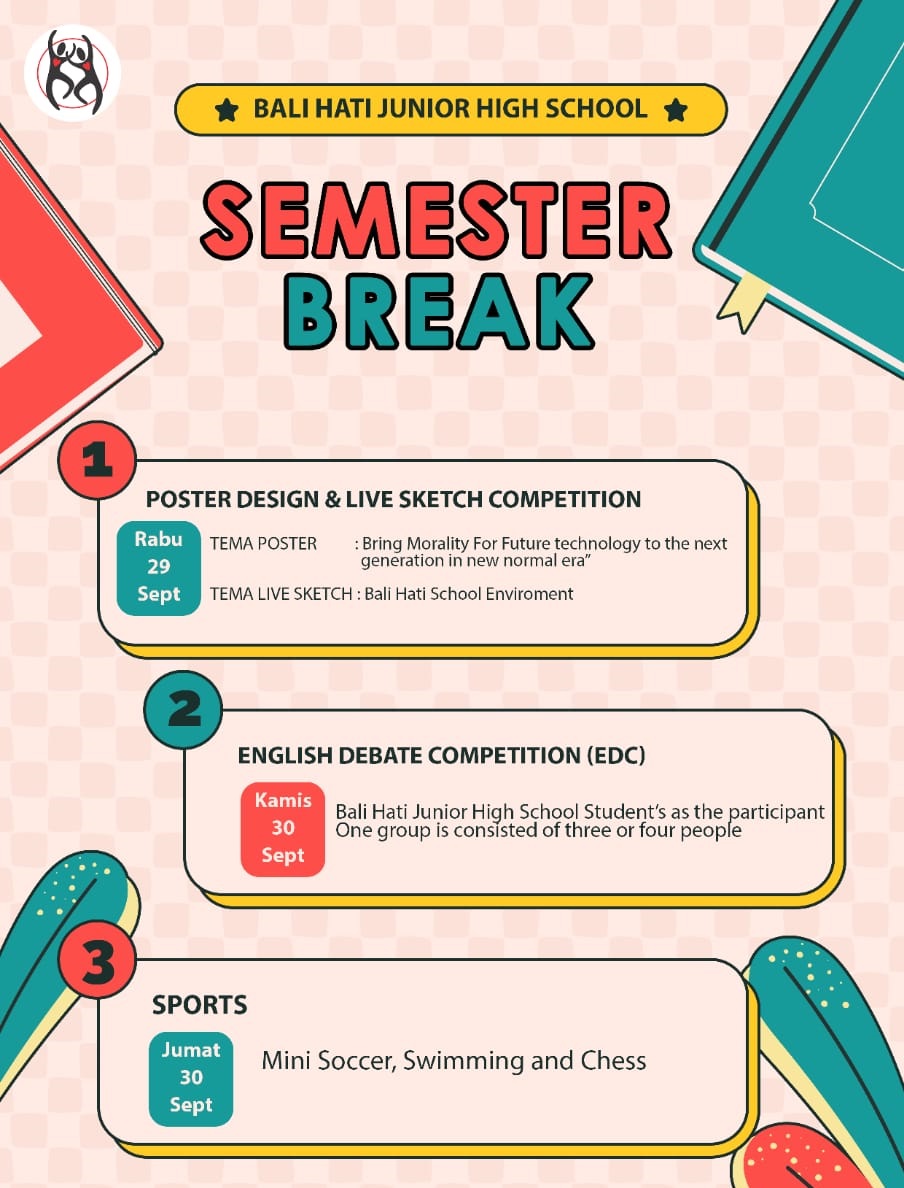 BALI HATI JUNIOR HIGH SCHOOL
SEMESTER
BREAK
1
POSTER DESIGN & LIVE SKETCH COMPETITION
Rabu
29
Sept
TEMA POSTER : Bring Morality For Future technology to the next
generation in new normal era”
TEMA LIVE SKETCH : Bali Hati School Enviroment
2
ENGLISH DEBATE COMPETITION (EDC)
Kamis
30
Sept
Bali Hati Junior High School Student’s as the participant
One group is consisted of three or four people
3
SPORTS
Jumat
30
Sept
Mini Soccer, Swimming and Chess